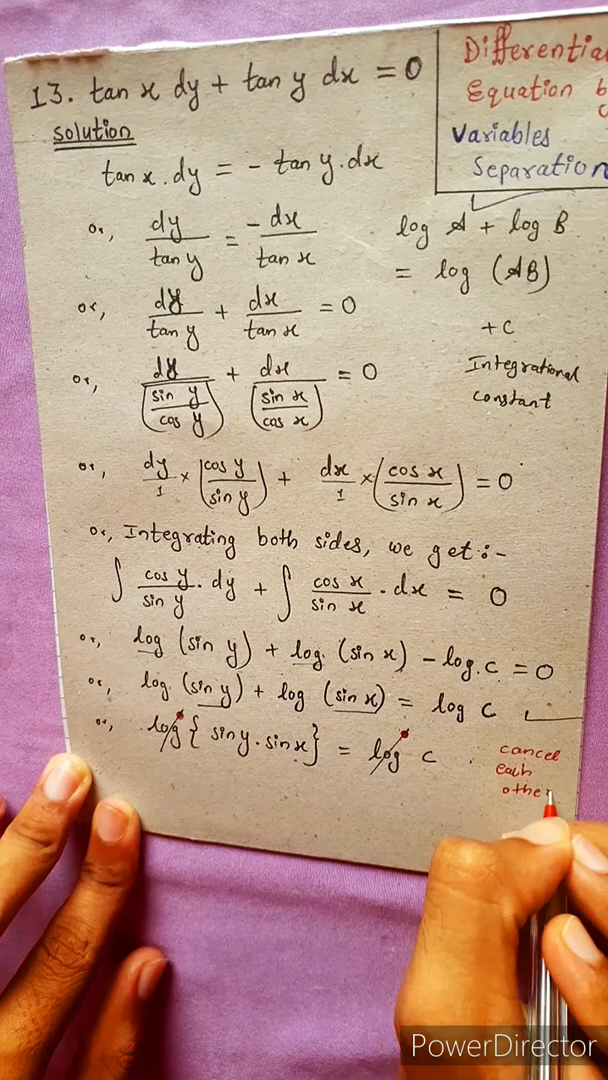 13. tan x dy + tan y dx = 0
Differential
Equation b
Variables
Separation
solution
tan x . dy = - tan y . dx
or, dy/tan y = -dx/tan x
log A + log B
= log (AB)
or, dy/tan y + dx/tan x = 0
+ C
Integrational
constant
or, dy/(sin y/cos y) + dx/(sin x/cos x) = 0
or, dy/1 × (cos y/sin y) + dx/1 × (cos x/sin x) = 0
or, Integrating both sides, we get :-
∫ cos y/sin y . dy + ∫ cos x/sin x . dx = 0
or, log (sin y) + log (sin x) - log c = 0
or, log (sin y) + log (sin x) = log c
or, log { sin y . sin x } = log c
cancel
each
othe
PowerDirector